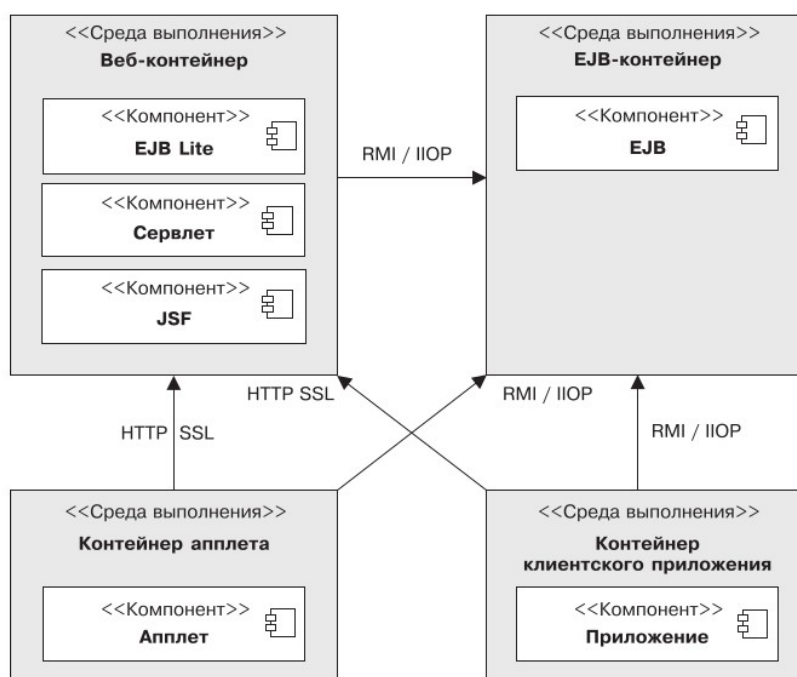 <<Среда выполнения>>
Веб-контейнер
<<Компонент>>
EJB Lite
<<Компонент>>
Сервлет
<<Компонент>>
JSF
RMI / IIOP
<<Среда выполнения>>
EJB-контейнер
<<Компонент>>
EJB
HTTP SSL
RMI / IIOP
HTTP SSL
RMI / IIOP
<<Среда выполнения>>
Контейнер апплета
<<Компонент>>
Апплет
<<Среда выполнения>>
Контейнер
клиентского приложения
<<Компонент>>
Приложение